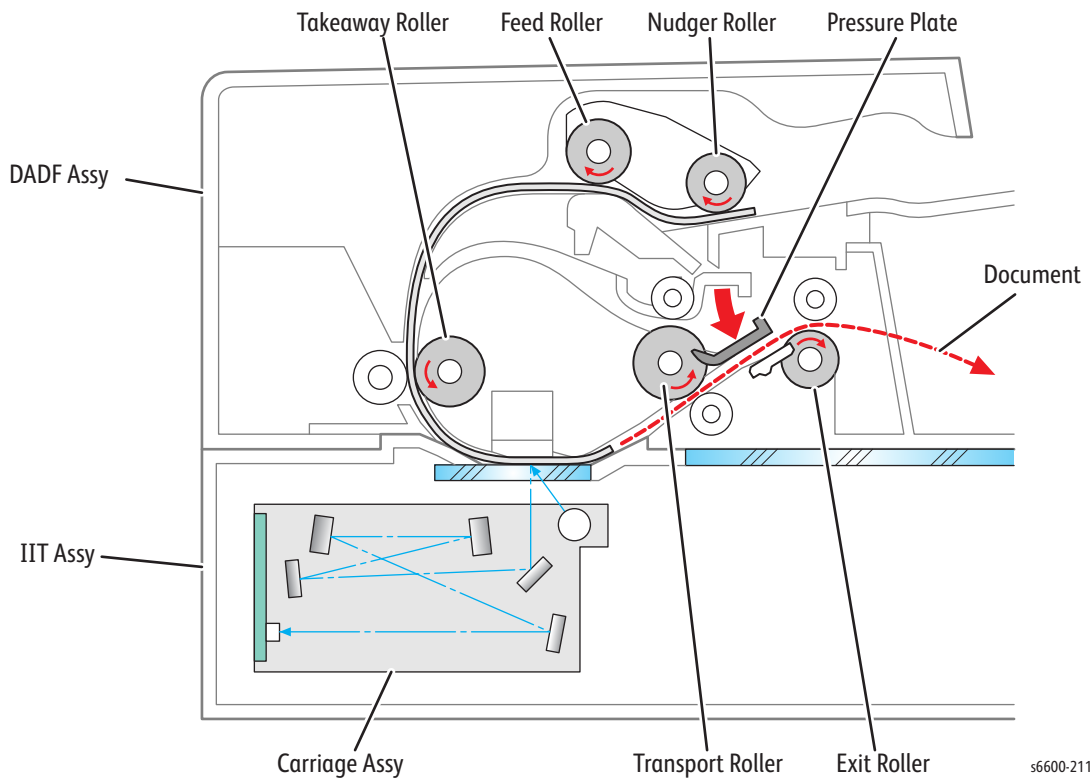 Takeaway Roller
Feed Roller
Nudger Roller
Pressure Plate
DADF Assy
Document
IIT Assy
Carriage Assy
Transport Roller
Exit Roller
s6600-211